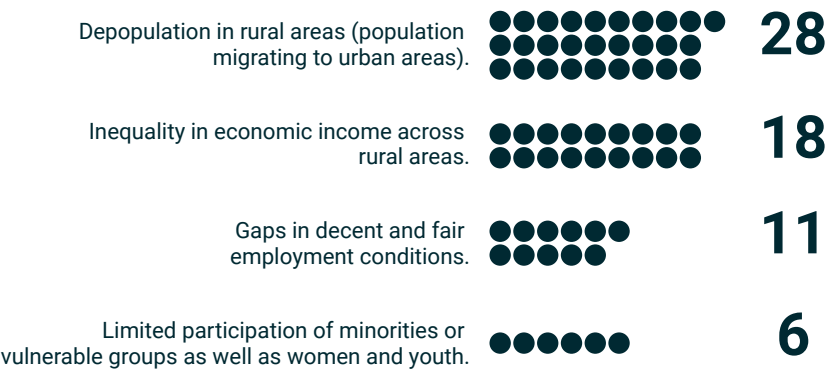 Depopulation in rural areas (population
migrating to urban areas).
28
Inequality in economic income across
rural areas.
18
Gaps in decent and fair
employment conditions.
11
Limited participation of minorities or
vulnerable groups as well as women and youth.
6